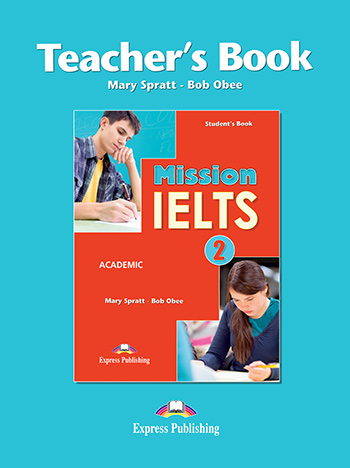 Teacher's Book
Mary Spratt - Bob Obee
Student's Book
Mission
IELTS
2
ACADEMIC
Mary Spratt - Bob Obee
Express Publishing
Express Publishing